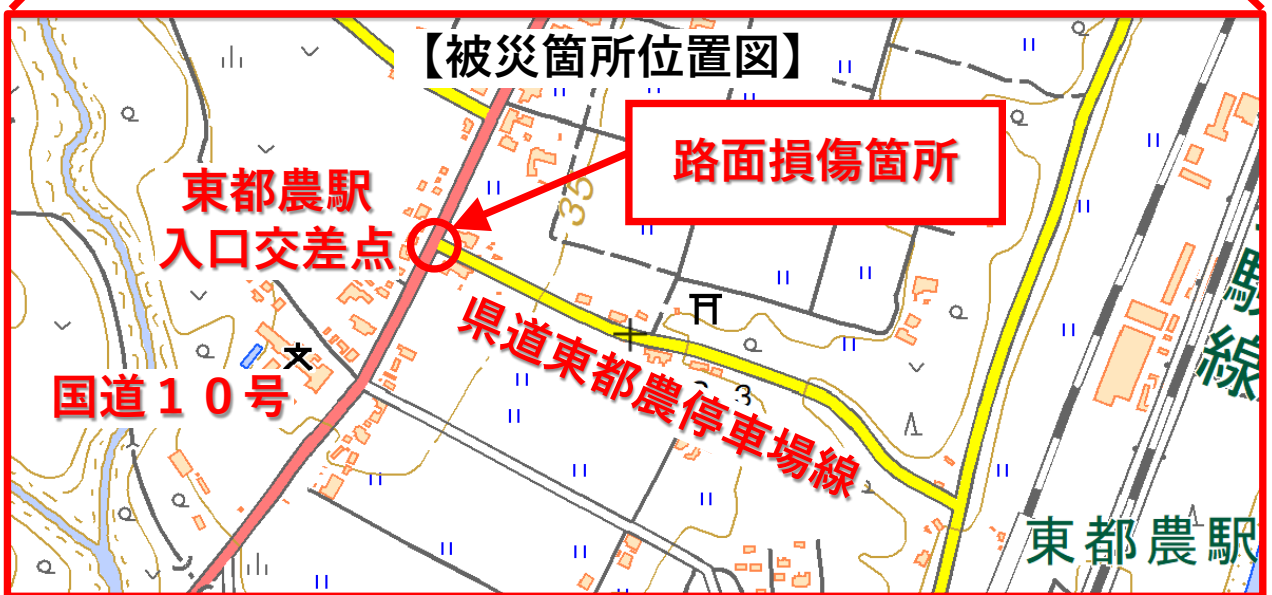 【被災箇所位置図】
路面損傷箇所
東都農駅
入口交差点
35
県道東都農停車場線
国道１０号
駅
線
東都農駅